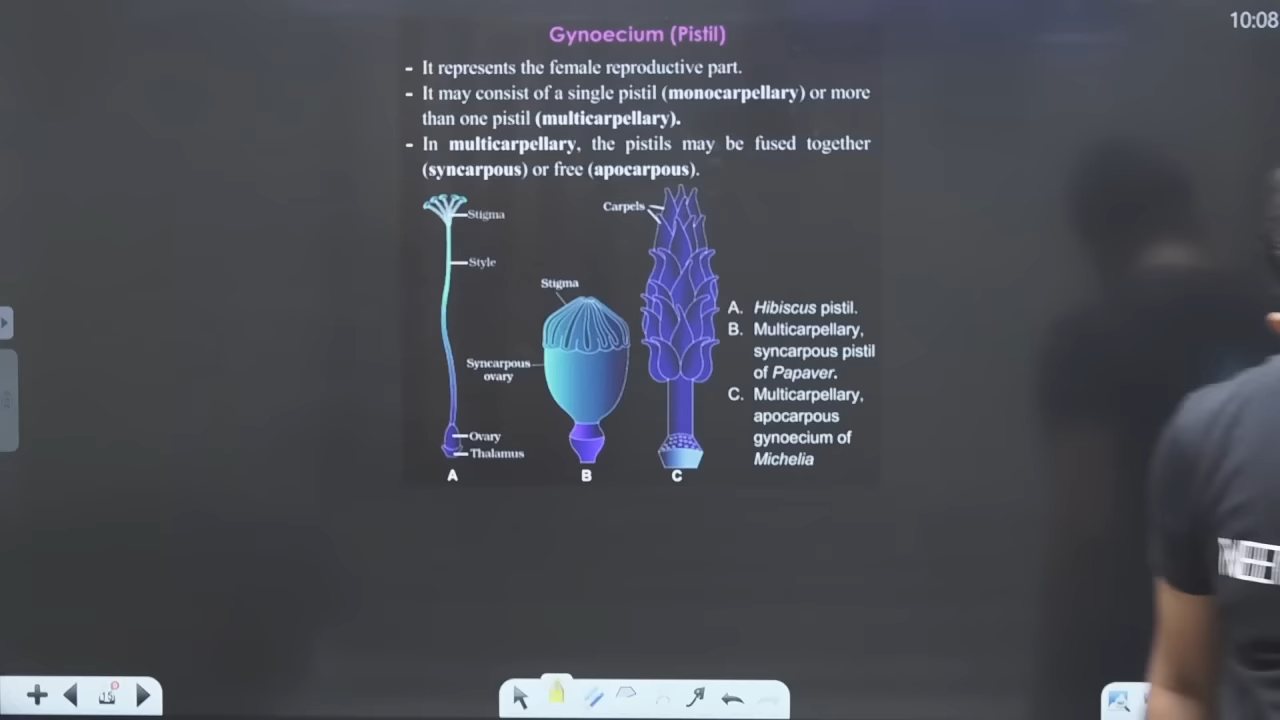 10:08
Gynoecium (Pistil)
- It represents the female reproductive part.
- It may consist of a single pistil (monocarpellary) or more
than one pistil (multicarpellary).
- In multicarpellary, the pistils may be fused together
(syncarpous) or free (apocarpous).
Stigma
Style
Ovary
Thalamus
A
Stigma
Syncarpous
ovary
B
Carpels
C
A. Hibiscus pistil.
B. Multicarpellary,
syncarpous pistil
of Papaver.
C. Multicarpellary,
apocarpous
gynoecium of
Michelia
15